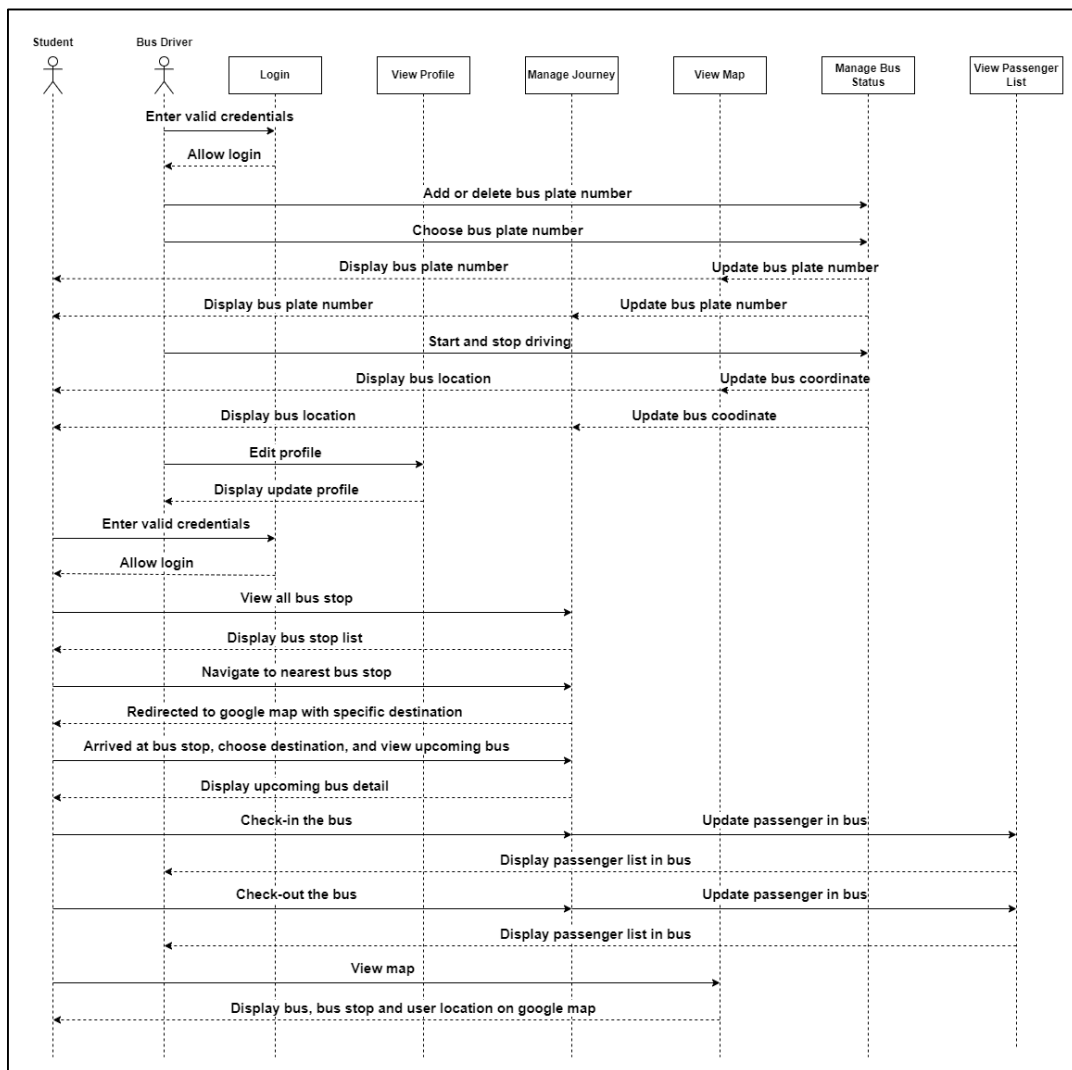 Student
Bus Driver
Login
View Profile
Manage Journey
View Map
Manage Bus
Status
View Passenger
List
Enter valid credentials
Allow login
Add or delete bus plate number
Choose bus plate number
Display bus plate number
Update bus plate number
Display bus plate number
Update bus plate number
Start and stop driving
Display bus location
Update bus coordinate
Display bus location
Update bus coodinate
Edit profile
Display update profile
Enter valid credentials
Allow login
View all bus stop
Display bus stop list
Navigate to nearest bus stop
Redirected to google map with specific destination
Arrived at bus stop, choose destination, and view upcoming bus
Display upcoming bus detail
Check-in the bus
Update passenger in bus
Display passenger list in bus
Check-out the bus
Update passenger in bus
Display passenger list in bus
View map
Display bus, bus stop and user location on google map